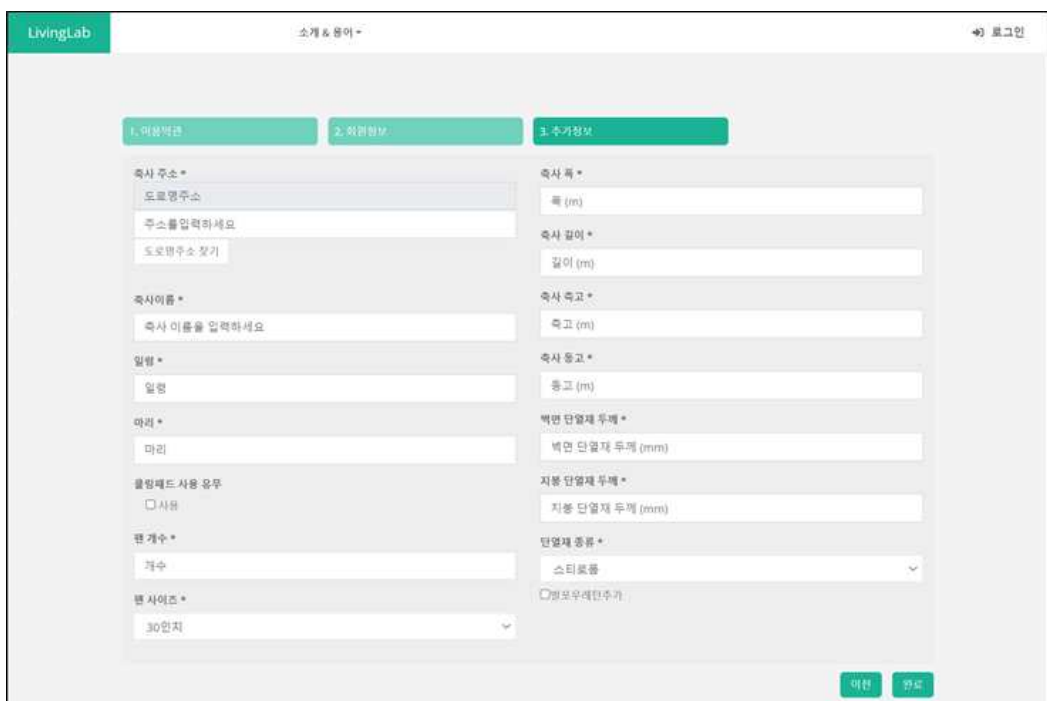 LivingLab
소개 & 용어
로그인
1. 이용약관
2. 회원정보
3. 추가정보
축사 주소 *
도로명주소
주소를입력하세요
도로명주소 찾기
축사이름 *
축사 이름을 입력하세요
일령 *
일령
마리 *
마리
쿨링패드 사용 유무
사용
팬 개수 *
개수
팬 사이즈 *
30인치
축사 폭 *
폭 (m)
축사 길이 *
길이 (m)
축사 측고 *
측고 (m)
축사 동고 *
동고 (m)
벽면 단열재 두께 *
벽면 단열재 두께 (mm)
지붕 단열재 두께 *
지붕 단열재 두께 (mm)
단열재 종류 *
스티로폼
발포우레탄추가
이전
완료